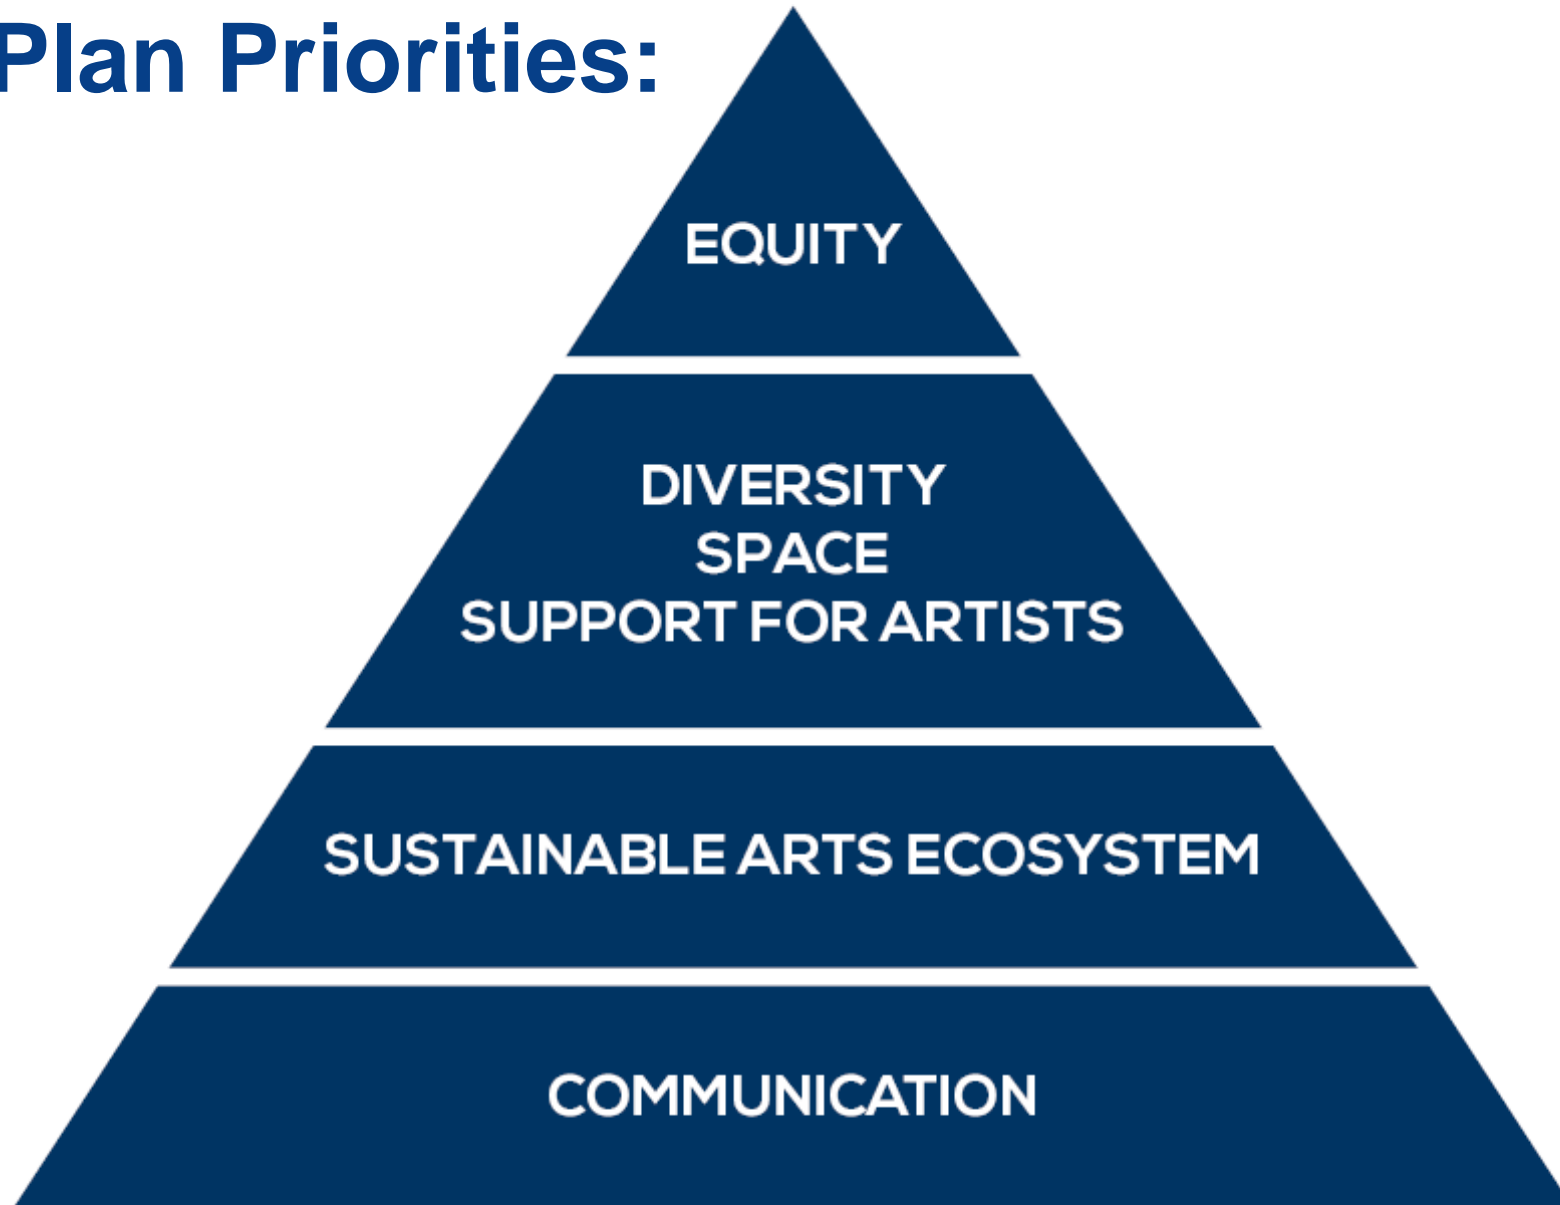 Plan Priorities:
EQUITY
DIVERSITY
SPACE
SUPPORT FOR ARTISTS
SUSTAINABLE ARTS ECOSYSTEM
COMMUNICATION